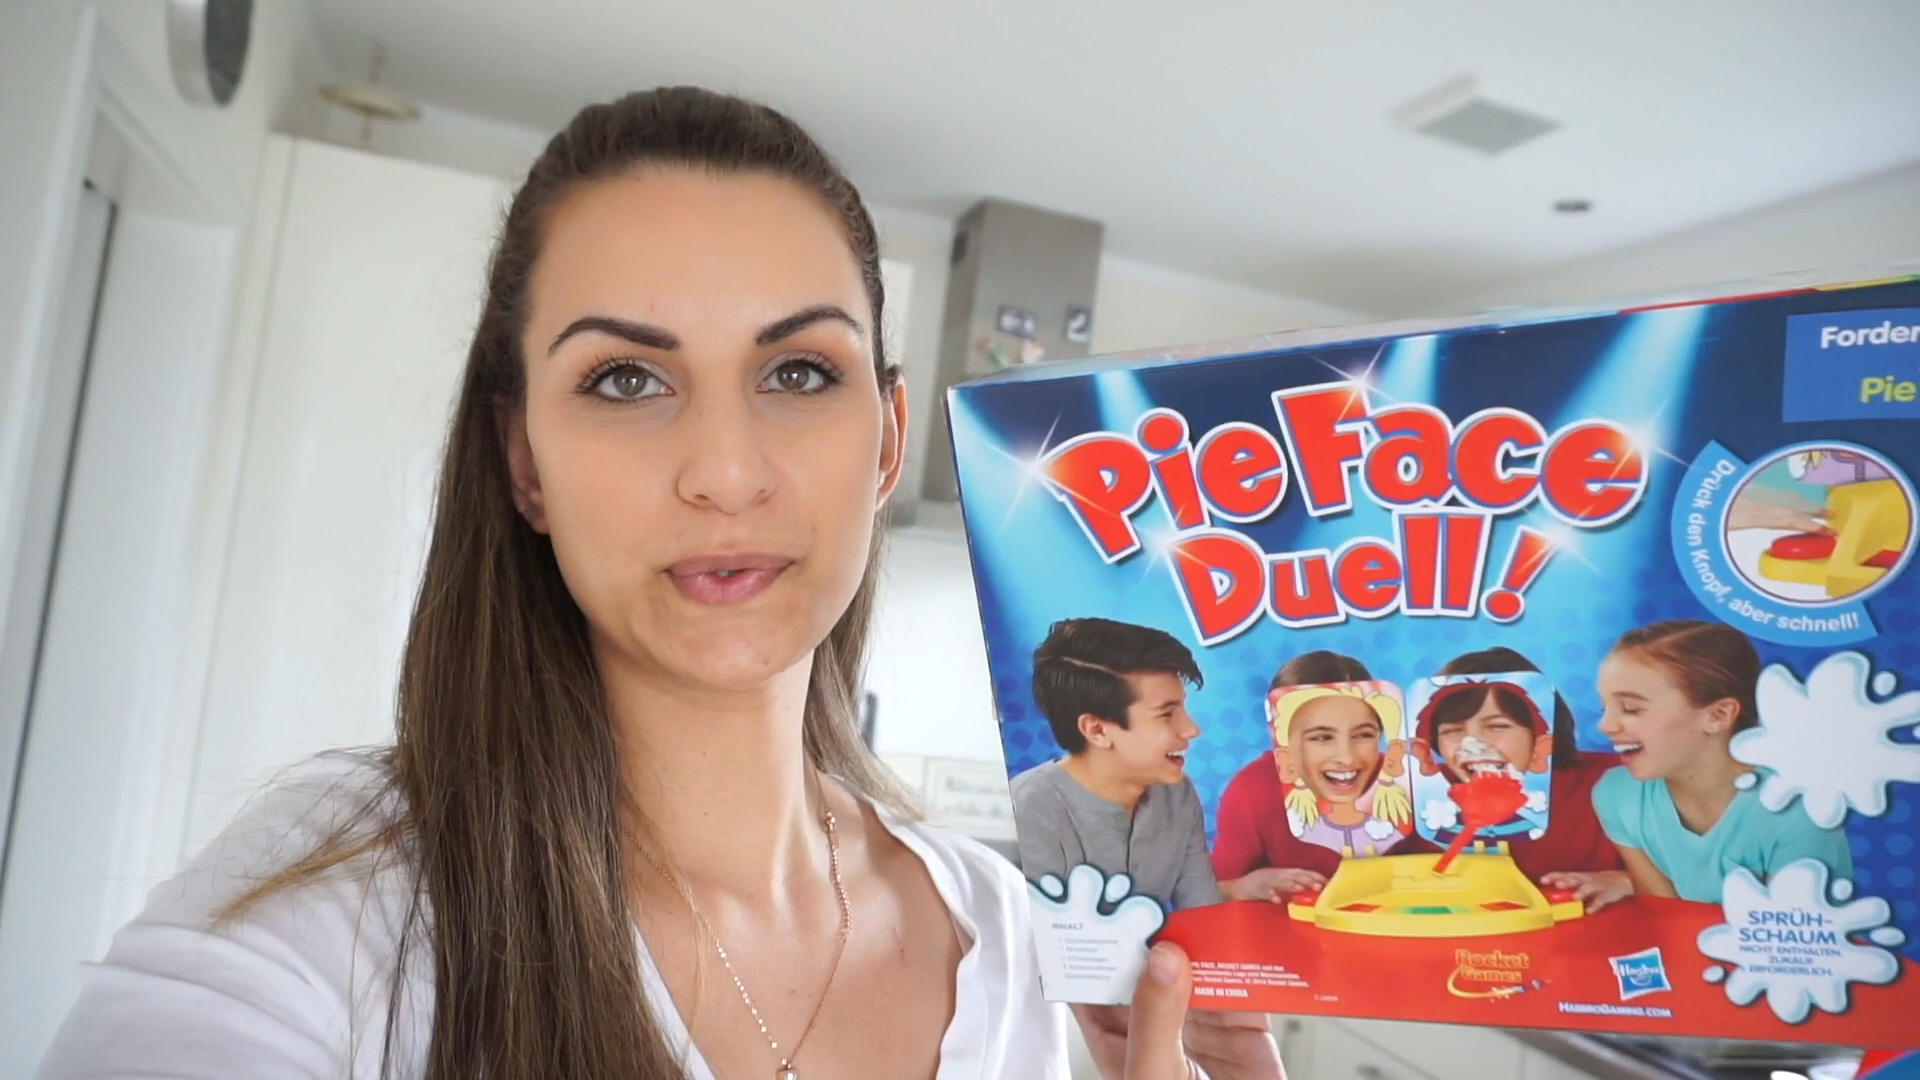 Forder
Pie
Pie Face
Duell!
Drück den Knopf, aber schnell!
INHALT
SPRÜH-
SCHAUM
NICHT ENTHALTEN.
ZUKAUF
ERFORDERLICH.
Rocket
Games
Hasbro
MADE IN CHINA
HASBROGAMING.COM